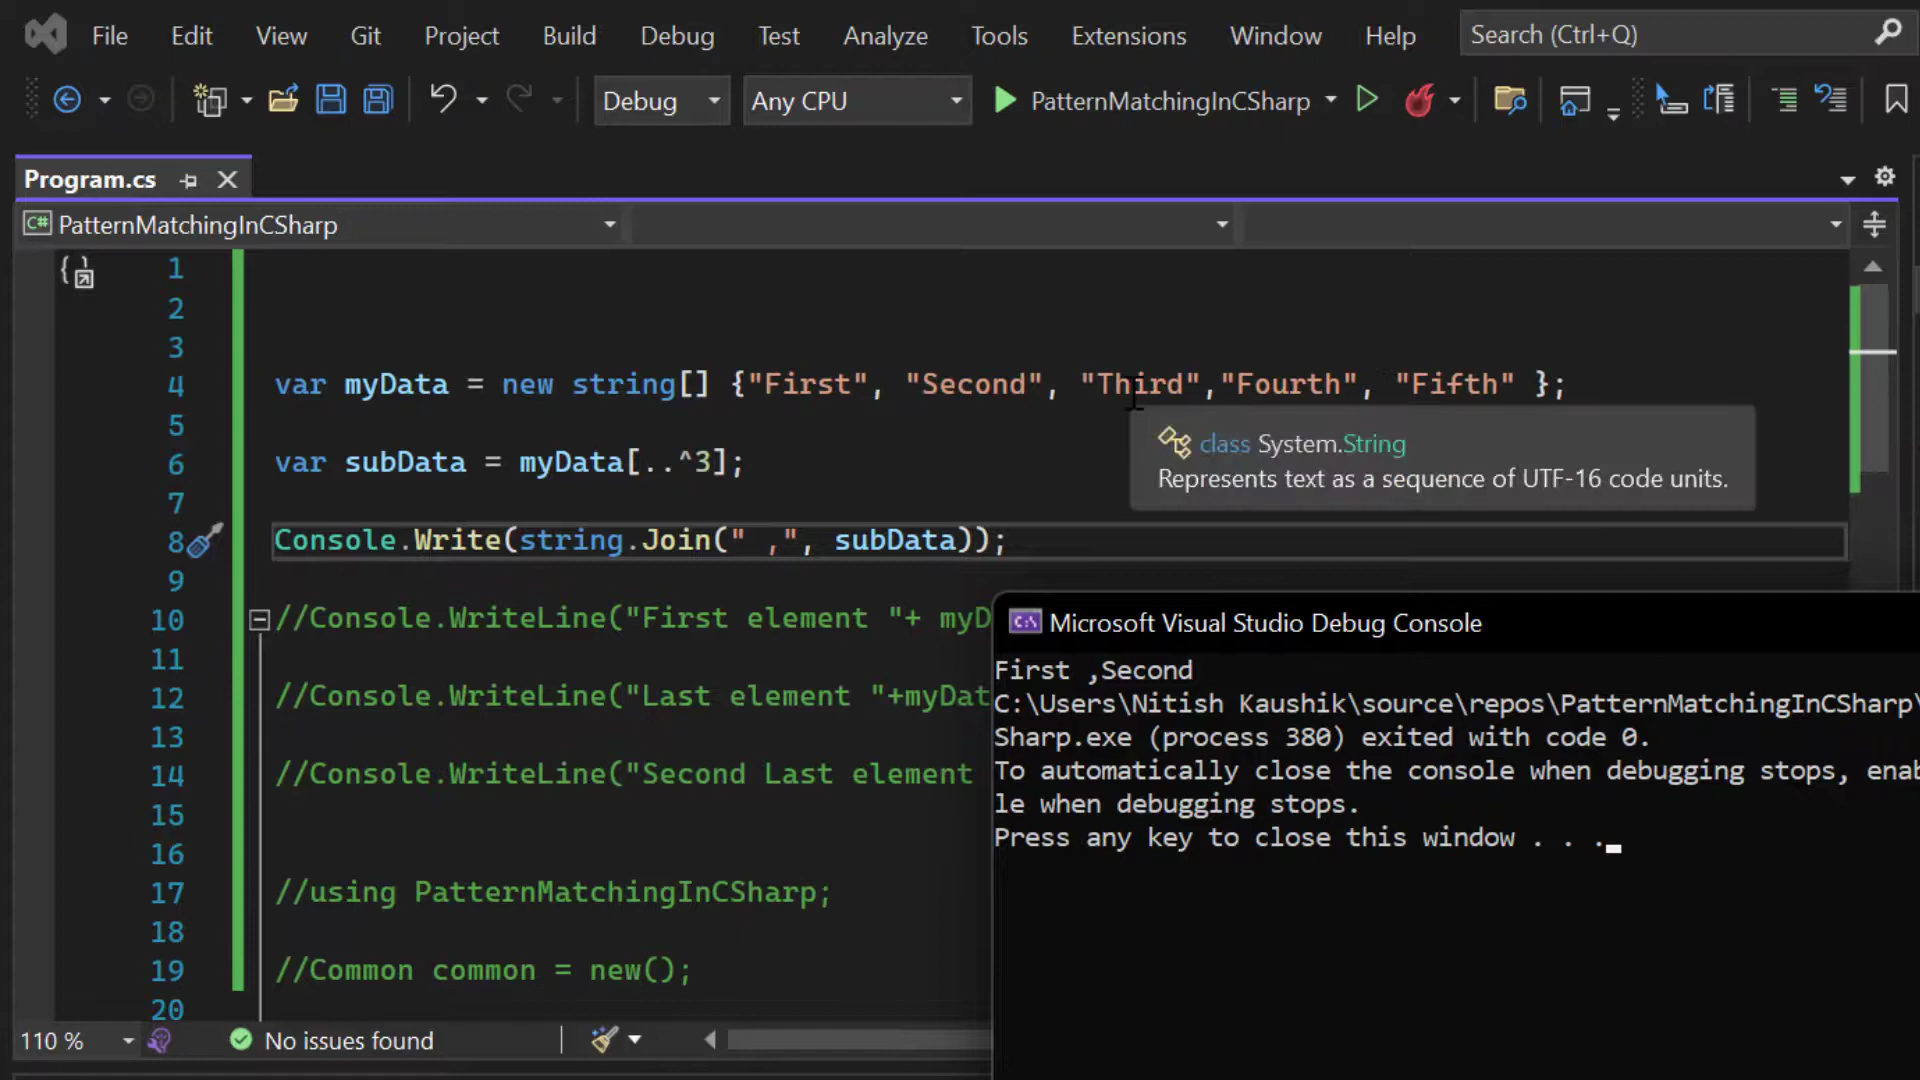 File Edit View Git Project Build Debug Test Analyze Tools Extensions Window Help Search (Ctrl+Q)
Debug Any CPU PatternMatchingInCSharp
Program.cs
C# PatternMatchingInCSharp
1
2
3
4 var myData = new string[] {"First", "Second", "Third","Fourth", "Fifth" };
5
class System.String
6 var subData = myData[..^3];
Represents text as a sequence of UTF-16 code units.
7
8 Console.Write(string.Join(" ,", subData));
9
10 //Console.WriteLine("First element "+ myD
11
12 //Console.WriteLine("Last element "+myDat
13
14 //Console.WriteLine("Second Last element
15
16
17 //using PatternMatchingInCSharp;
18
19 //Common common = new();
20
Microsoft Visual Studio Debug Console
First ,Second
C:\Users\Nitish Kaushik\source\repos\PatternMatchingInCSharp\
Sharp.exe (process 380) exited with code 0.
To automatically close the console when debugging stops, enab
le when debugging stops.
Press any key to close this window . . .
110 % No issues found